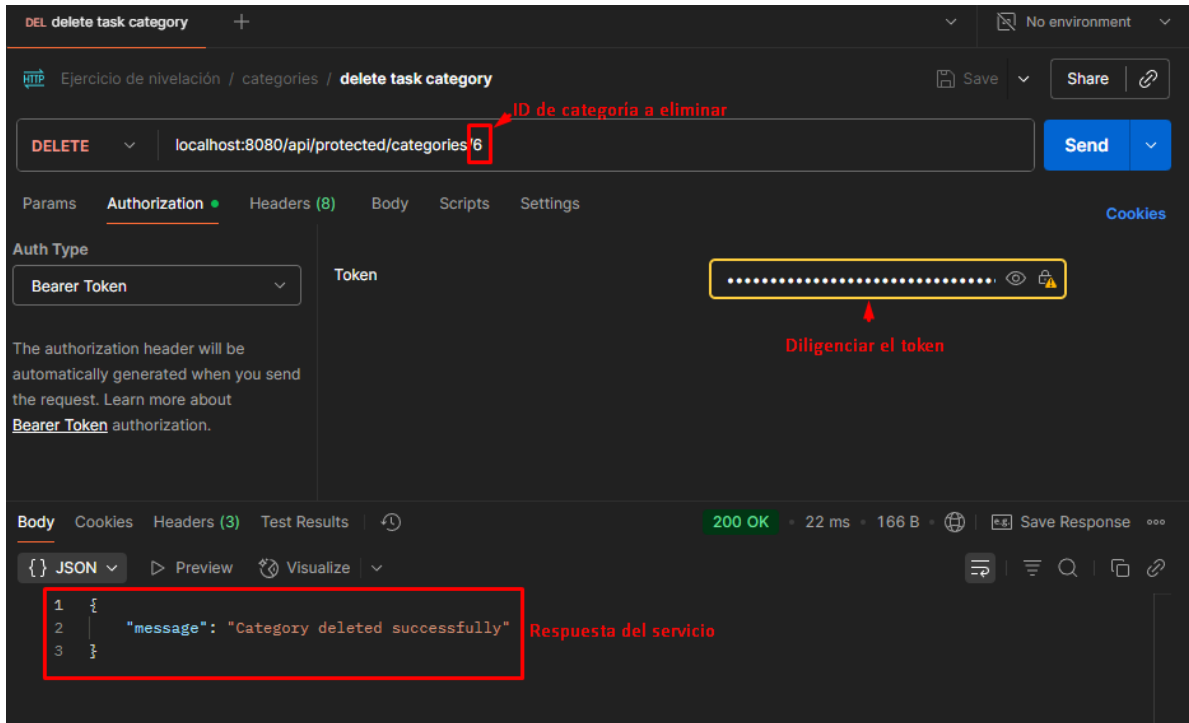 DEL delete task category
No environment
HTTP Ejercicio de nivelación / categories / delete task category
Save
Share
ID de categoría a eliminar
DELETE
localhost:8080/api/protected/categories/6
Send
Params Authorization Headers (8) Body Scripts Settings
Cookies
Auth Type
Bearer Token
Token
Diligenciar el token
The authorization header will be
automatically generated when you send
the request. Learn more about
Bearer Token authorization.
Body Cookies Headers (3) Test Results
200 OK • 22 ms • 166 B
e.g. Save Response
{} JSON Preview Visualize
1 {
2 "message": "Category deleted successfully"
3 }
Respuesta del servicio